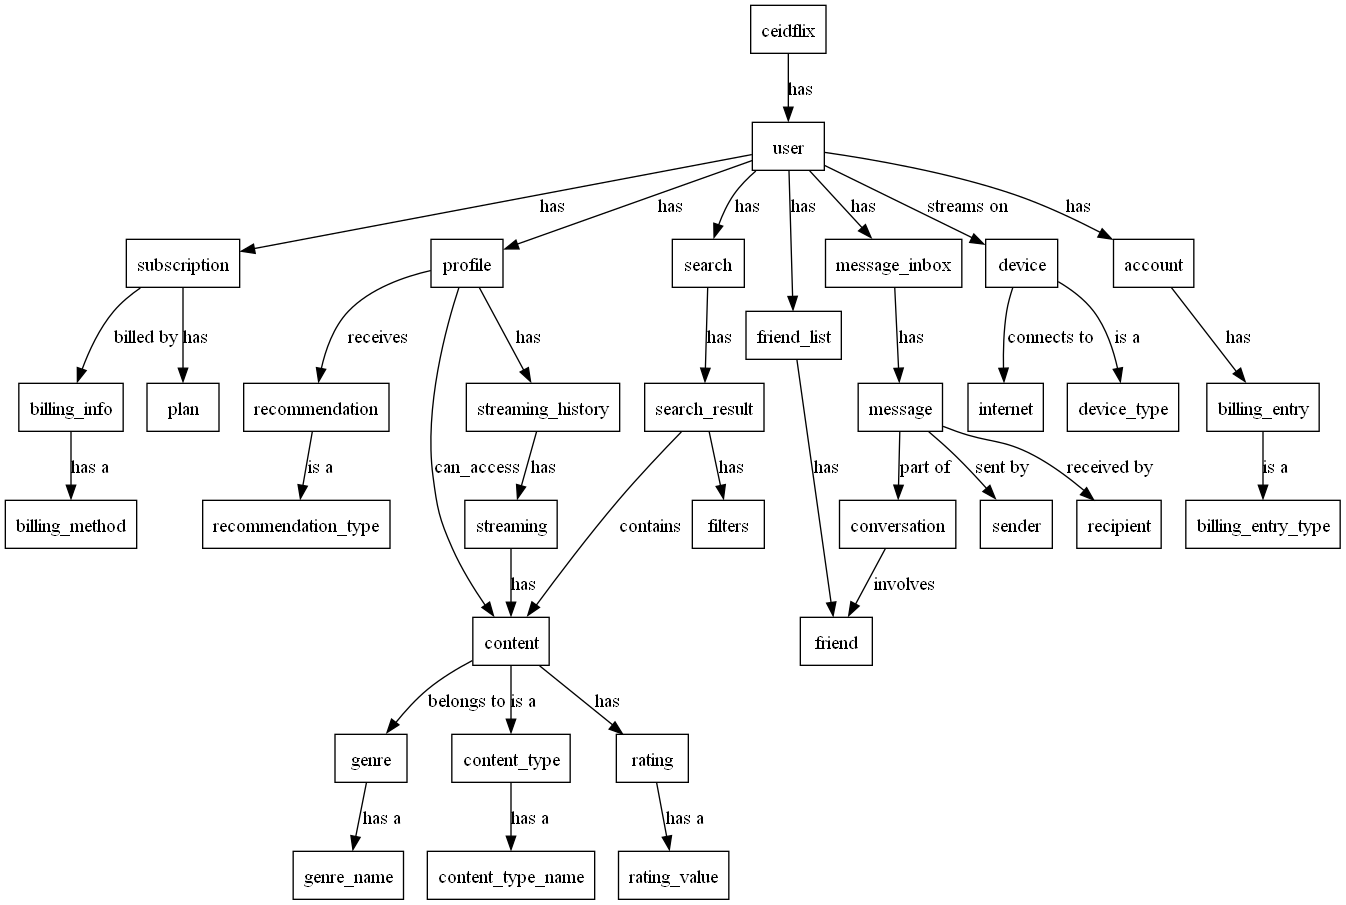 ceidflix
has
user
has
has
has
has
has
streams on
has
subscription
profile
search
message_inbox
device
account
billed by
has
receives
has
has
friend_list
has
connects to
is a
has
billing_info
plan
recommendation
streaming_history
search_result
message
internet
device_type
billing_entry
has a
is a
can_access
has
contains
has
has
part of
sent by
received by
is a
billing_method
recommendation_type
streaming
filters
conversation
sender
recipient
billing_entry_type
has
involves
content
friend
belongs to
is a
has
genre
content_type
rating
has a
has a
has a
genre_name
content_type_name
rating_value